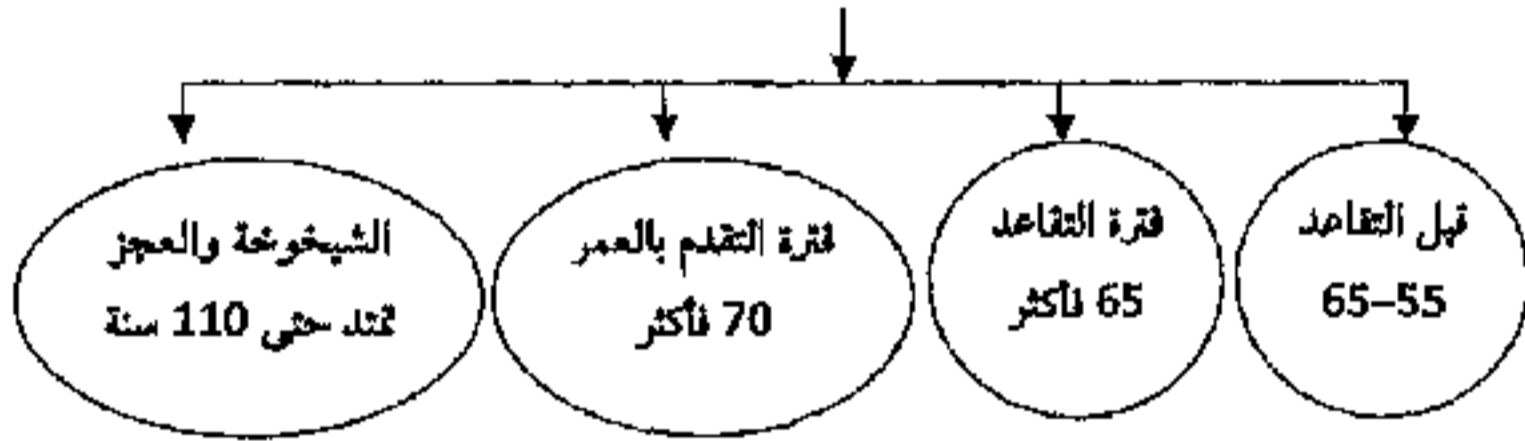 قبل التقاعد
55–65
فترة التقاعد
65 فأكثر
فترة التقدم بالعمر
70 فأكثر
الشيخوخة والعجز
تمتد حتى 110 سنة